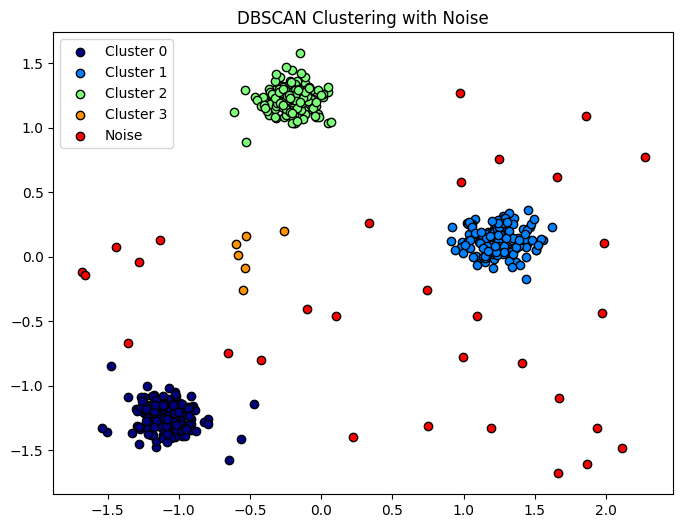 DBSCAN Clustering with Noise
Cluster 0
Cluster 1
Cluster 2
Cluster 3
Noise
1.5
1.0
0.5
0.0
−0.5
−1.0
−1.5
−1.5 −1.0 −0.5 0.0 0.5 1.0 1.5 2.0